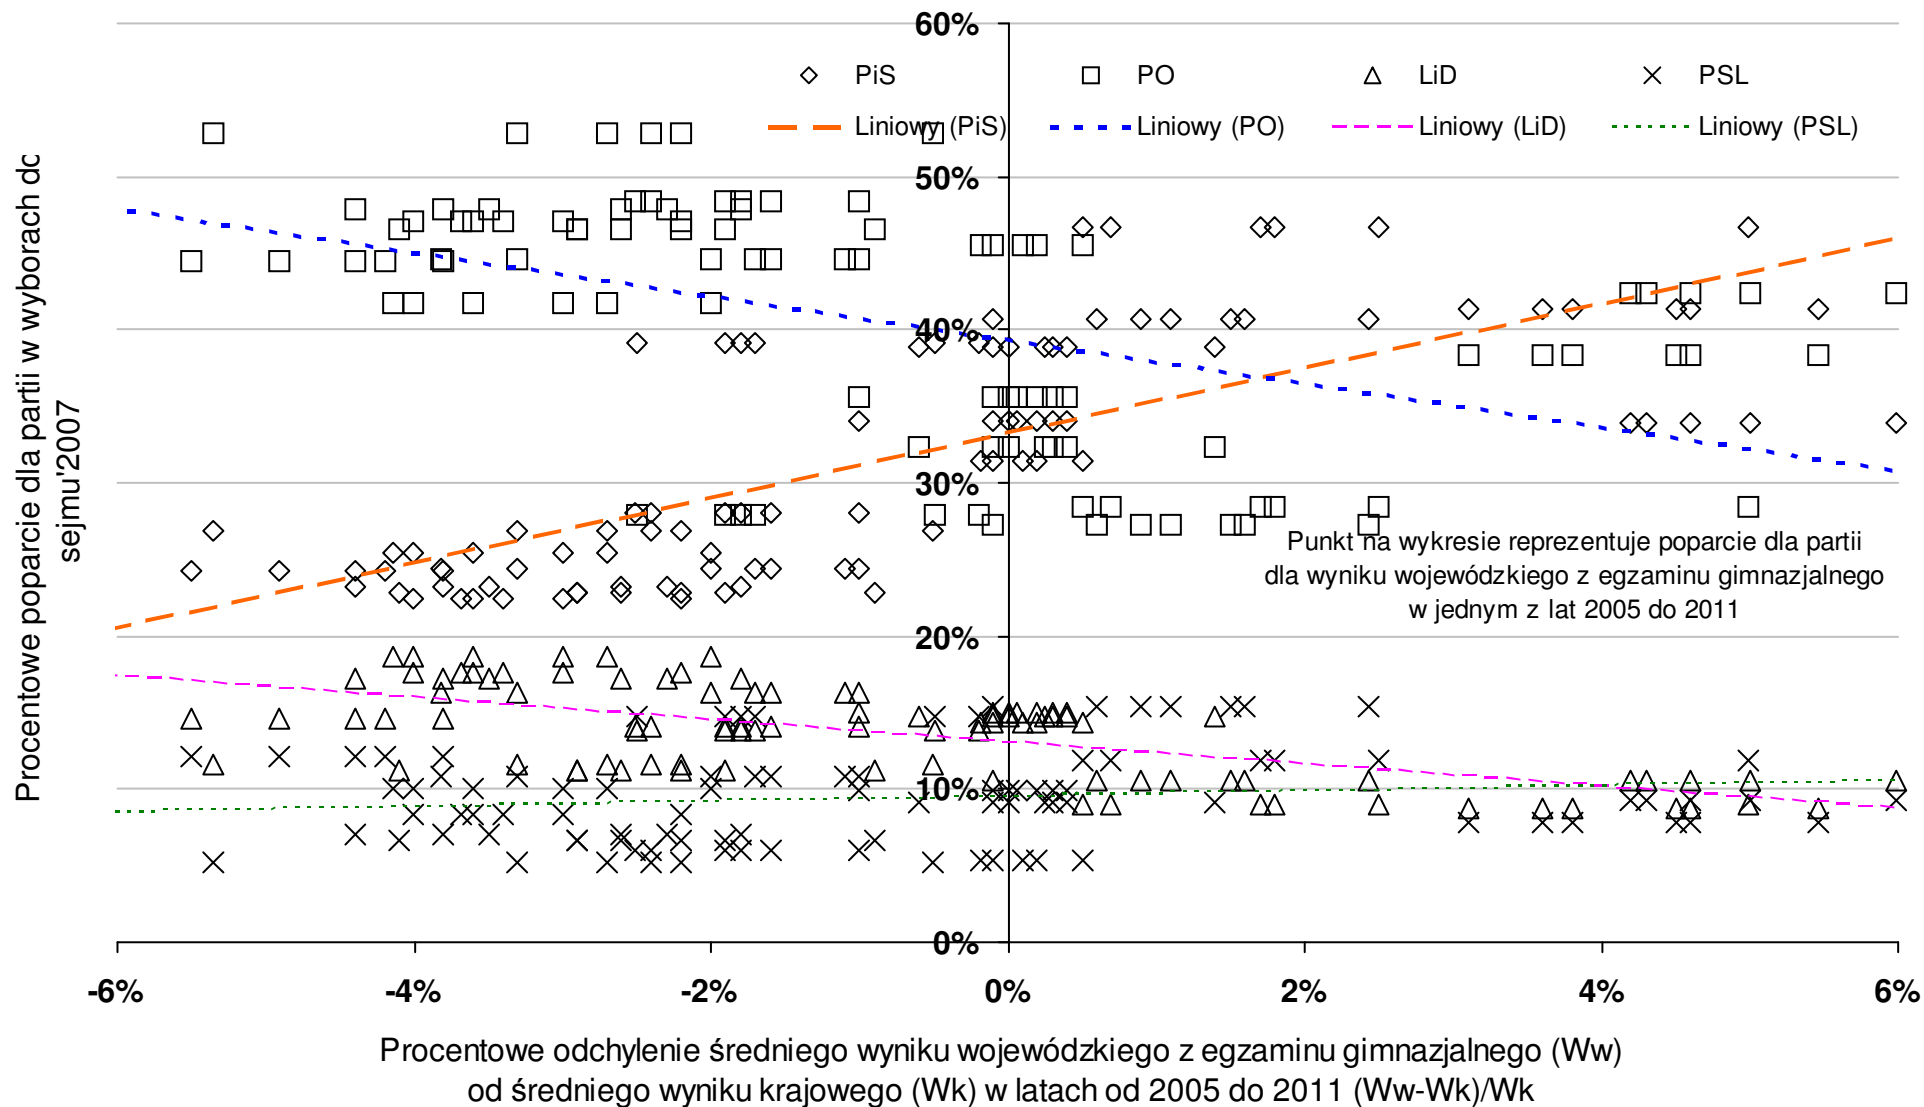 Procentowe poparcie dla partii w wyborach dc
sejmu'2007
60%
50%
40%
30%
20%
10%
0%
PiS
PO
LiD
PSL
Liniowy (PiS)
Liniowy (PO)
Liniowy (LiD)
Liniowy (PSL)
Punkt na wykresie reprezentuje poparcie dla partii
dla wyniku wojewódzkiego z egzaminu gimnazjalnego
w jednym z lat 2005 do 2011
-6%
-4%
-2%
0%
2%
4%
6%
Procentowe odchylenie średniego wyniku wojewódzkiego z egzaminu gimnazjalnego (Ww)
od średniego wyniku krajowego (Wk) w latach od 2005 do 2011 (Ww-Wk)/Wk